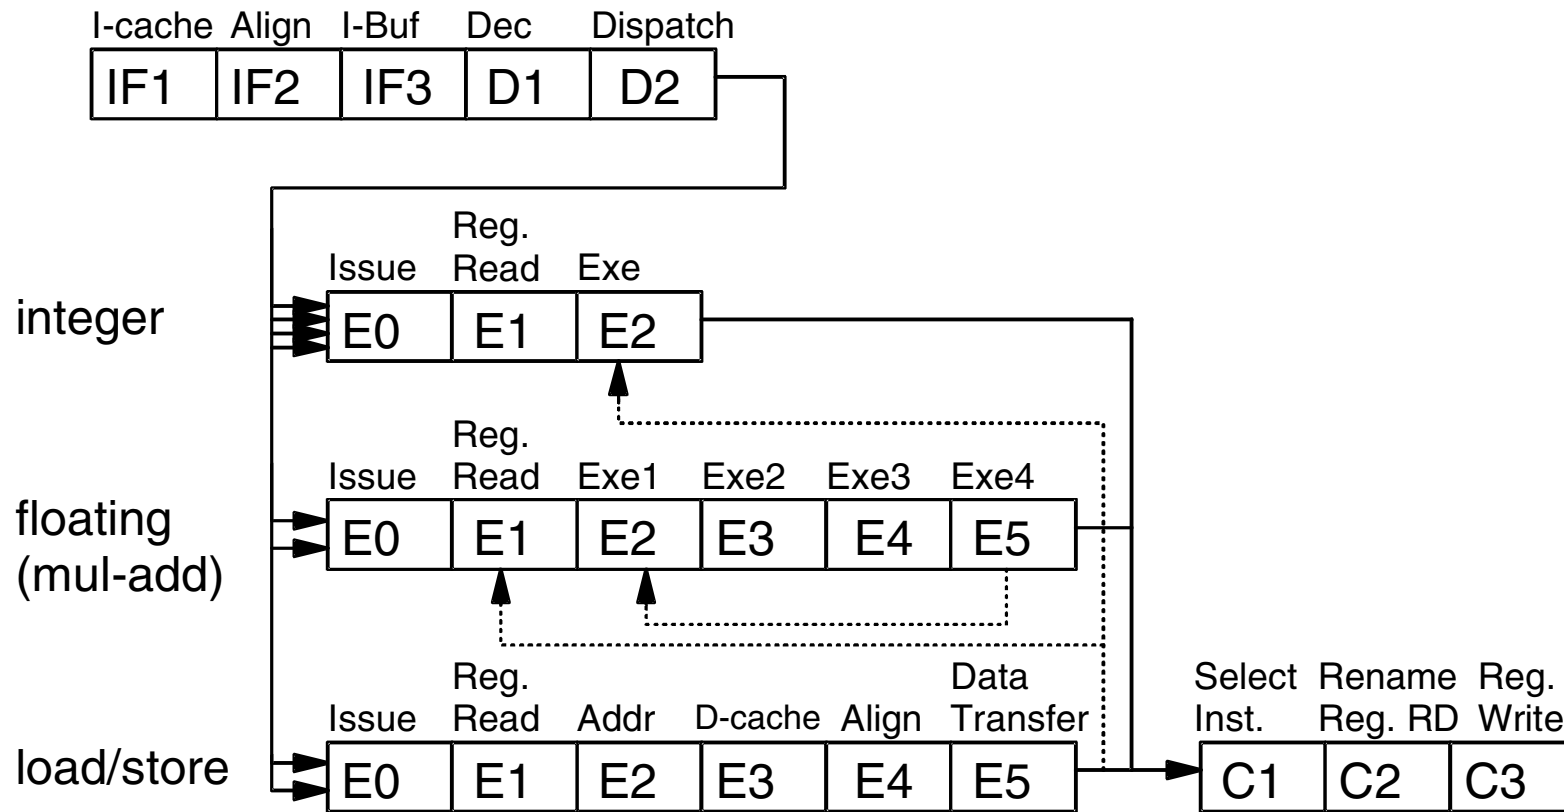 I-cache Align I-Buf Dec Dispatch
IF1 IF2 IF3 D1 D2
Reg.
Issue Read Exe
integer
E0 E1 E2
Reg.
Issue Read Exe1 Exe2 Exe3 Exe4
floating
(mul-add)
E0 E1 E2 E3 E4 E5
Reg. Data
Issue Read Addr D-cache Align Transfer
load/store
E0 E1 E2 E3 E4 E5
Select Rename Reg.
Inst. Reg. RD Write
C1 C2 C3